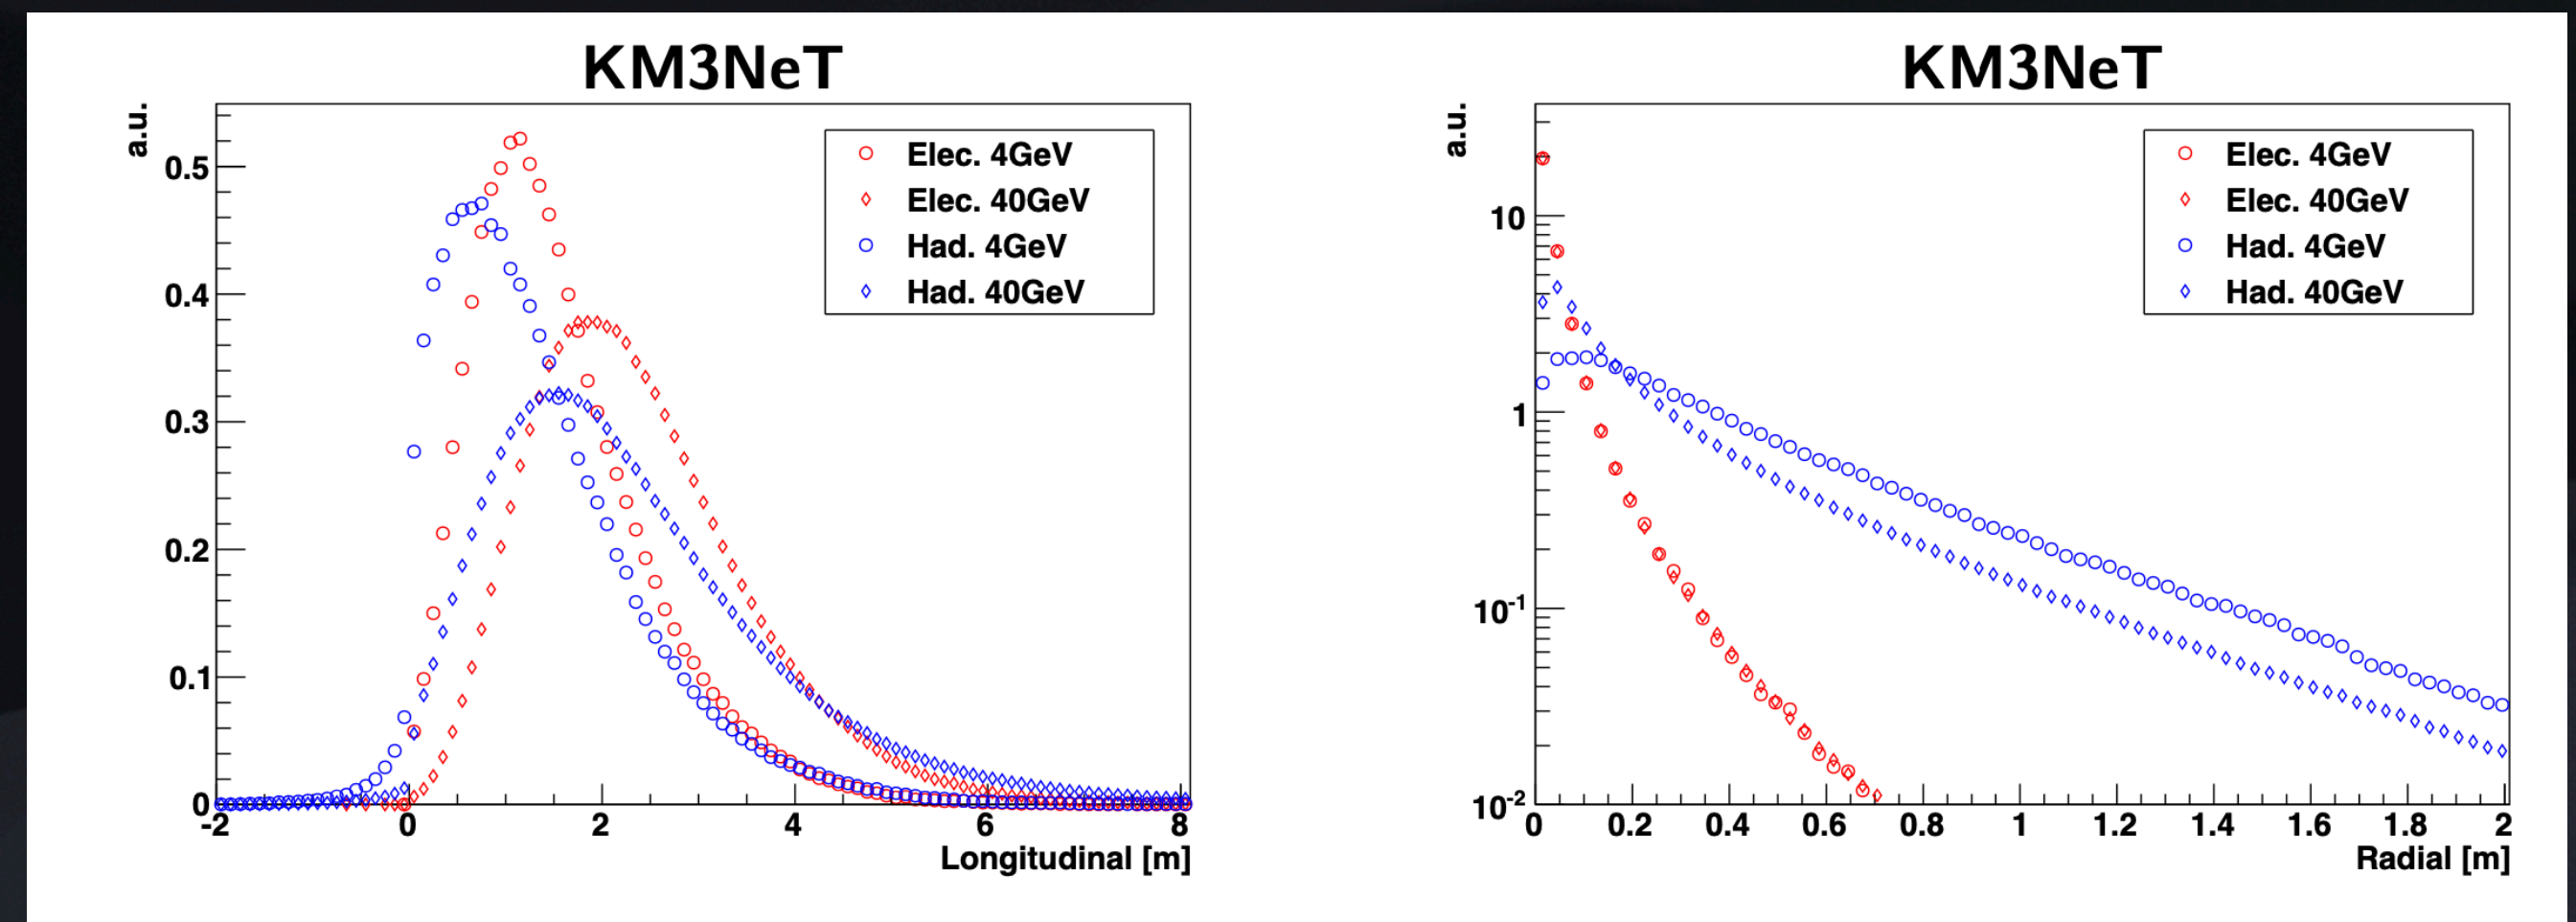 KM3NeT
a.u.
Elec. 4GeV
Elec. 40GeV
Had. 4GeV
Had. 40GeV
0.5
0.4
0.3
0.2
0.1
0
-2 0 2 4 6 8
Longitudinal [m]
KM3NeT
a.u.
Elec. 4GeV
Elec. 40GeV
Had. 4GeV
Had. 40GeV
10
1
10⁻¹
10⁻²
0 0.2 0.4 0.6 0.8 1 1.2 1.4 1.6 1.8 2
Radial [m]